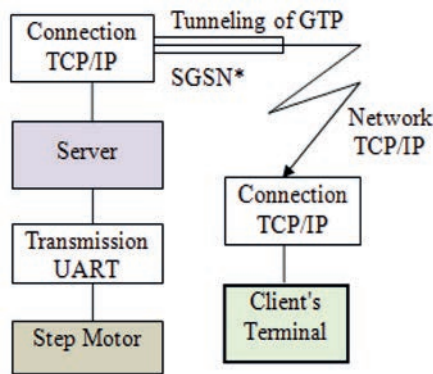 Connection
TCP/IP
Tunneling of GTP
SGSN*
Network
TCP/IP
Server
Connection
TCP/IP
Transmission
UART
Client's
Terminal
Step Motor